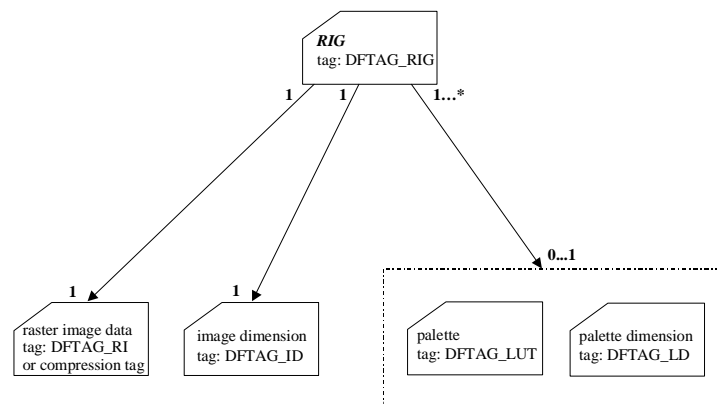 RIG
tag: DFTAG_RIG
1
1
1…*
0...1
1
1
raster image data
tag: DFTAG_RI
or compression tag
image dimension
tag: DFTAG_ID
palette
tag: DFTAG_LUT
palette dimension
tag: DFTAG_LD